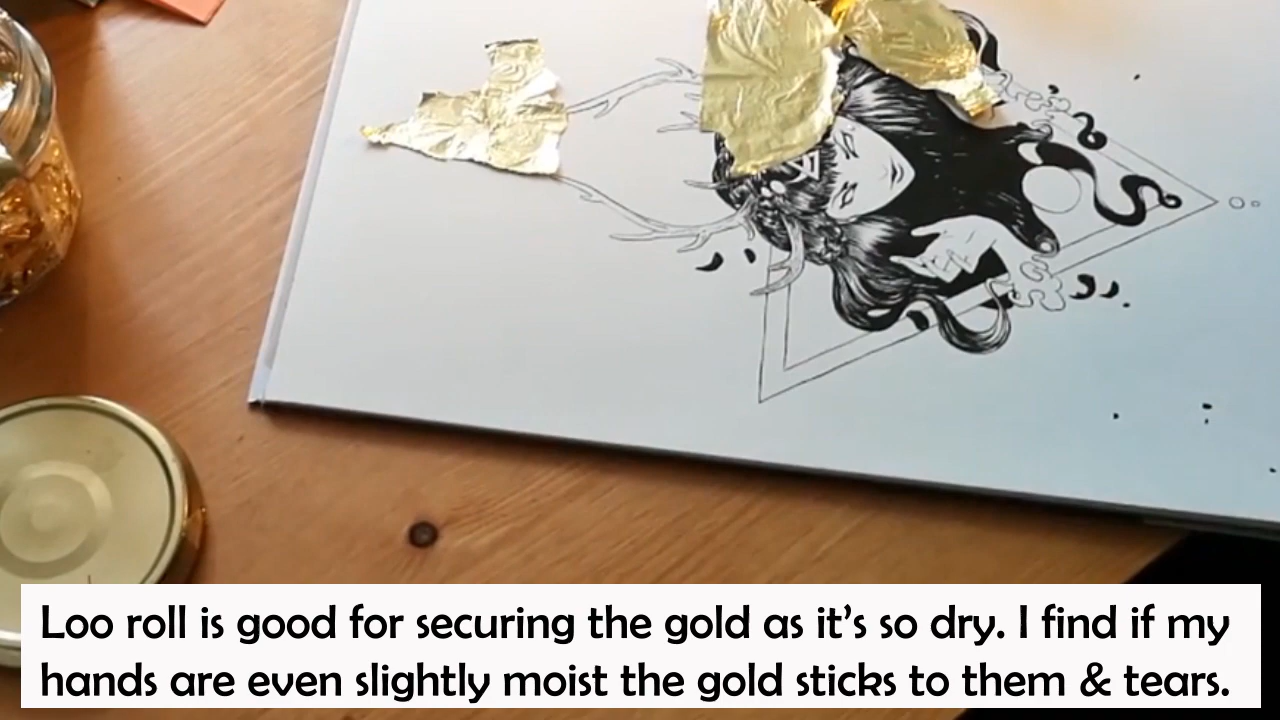 Loo roll is good for securing the gold as it’s so dry. I find if my
hands are even slightly moist the gold sticks to them & tears.